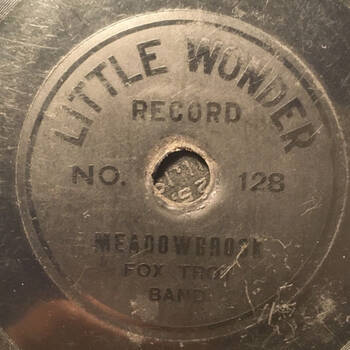 LITTLE WONDER
RECORD
NO. 128
MEADOWBROOK
FOX TROT
BAND